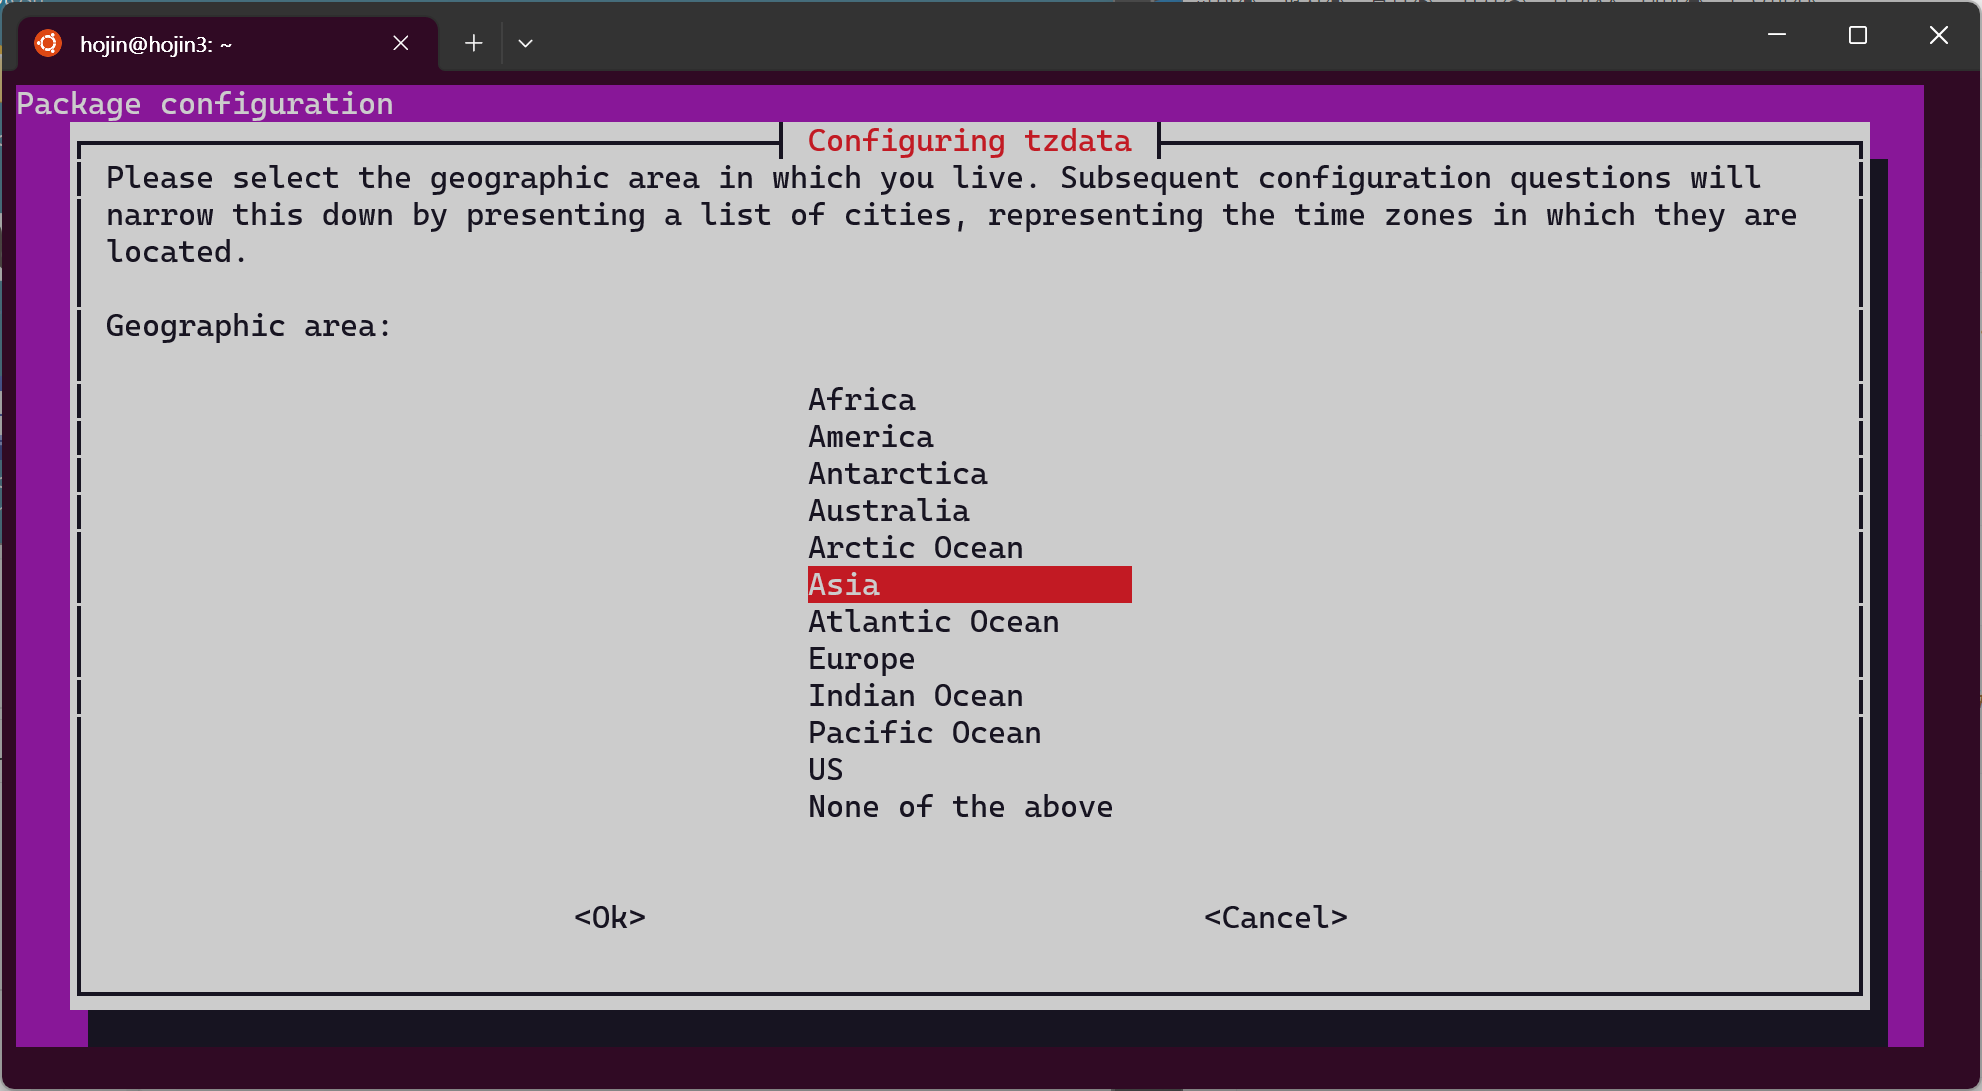 hojin@hojin3: ~
Package configuration
Configuring tzdata
Please select the geographic area in which you live. Subsequent configuration questions will
narrow this down by presenting a list of cities, representing the time zones in which they are
located.
Geographic area:
Africa
America
Antarctica
Australia
Arctic Ocean
Asia
Atlantic Ocean
Europe
Indian Ocean
Pacific Ocean
US
None of the above
<Ok> <Cancel>